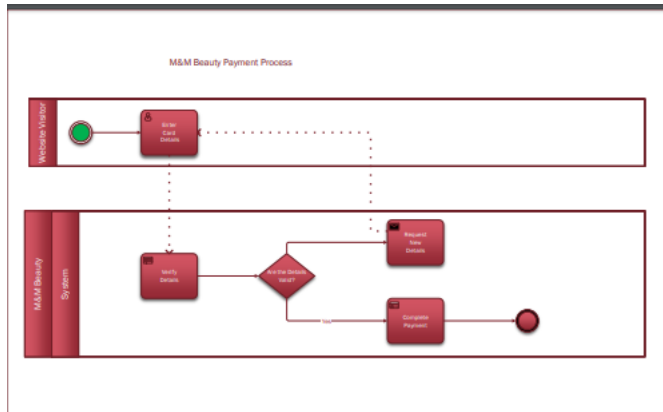 M&M Beauty Payment Process
Website Visitor
Enter
Card
Details
M&M Beauty
System
Verify
Details
Are the Details
Valid?
Request
New
Details
Complete
Payment